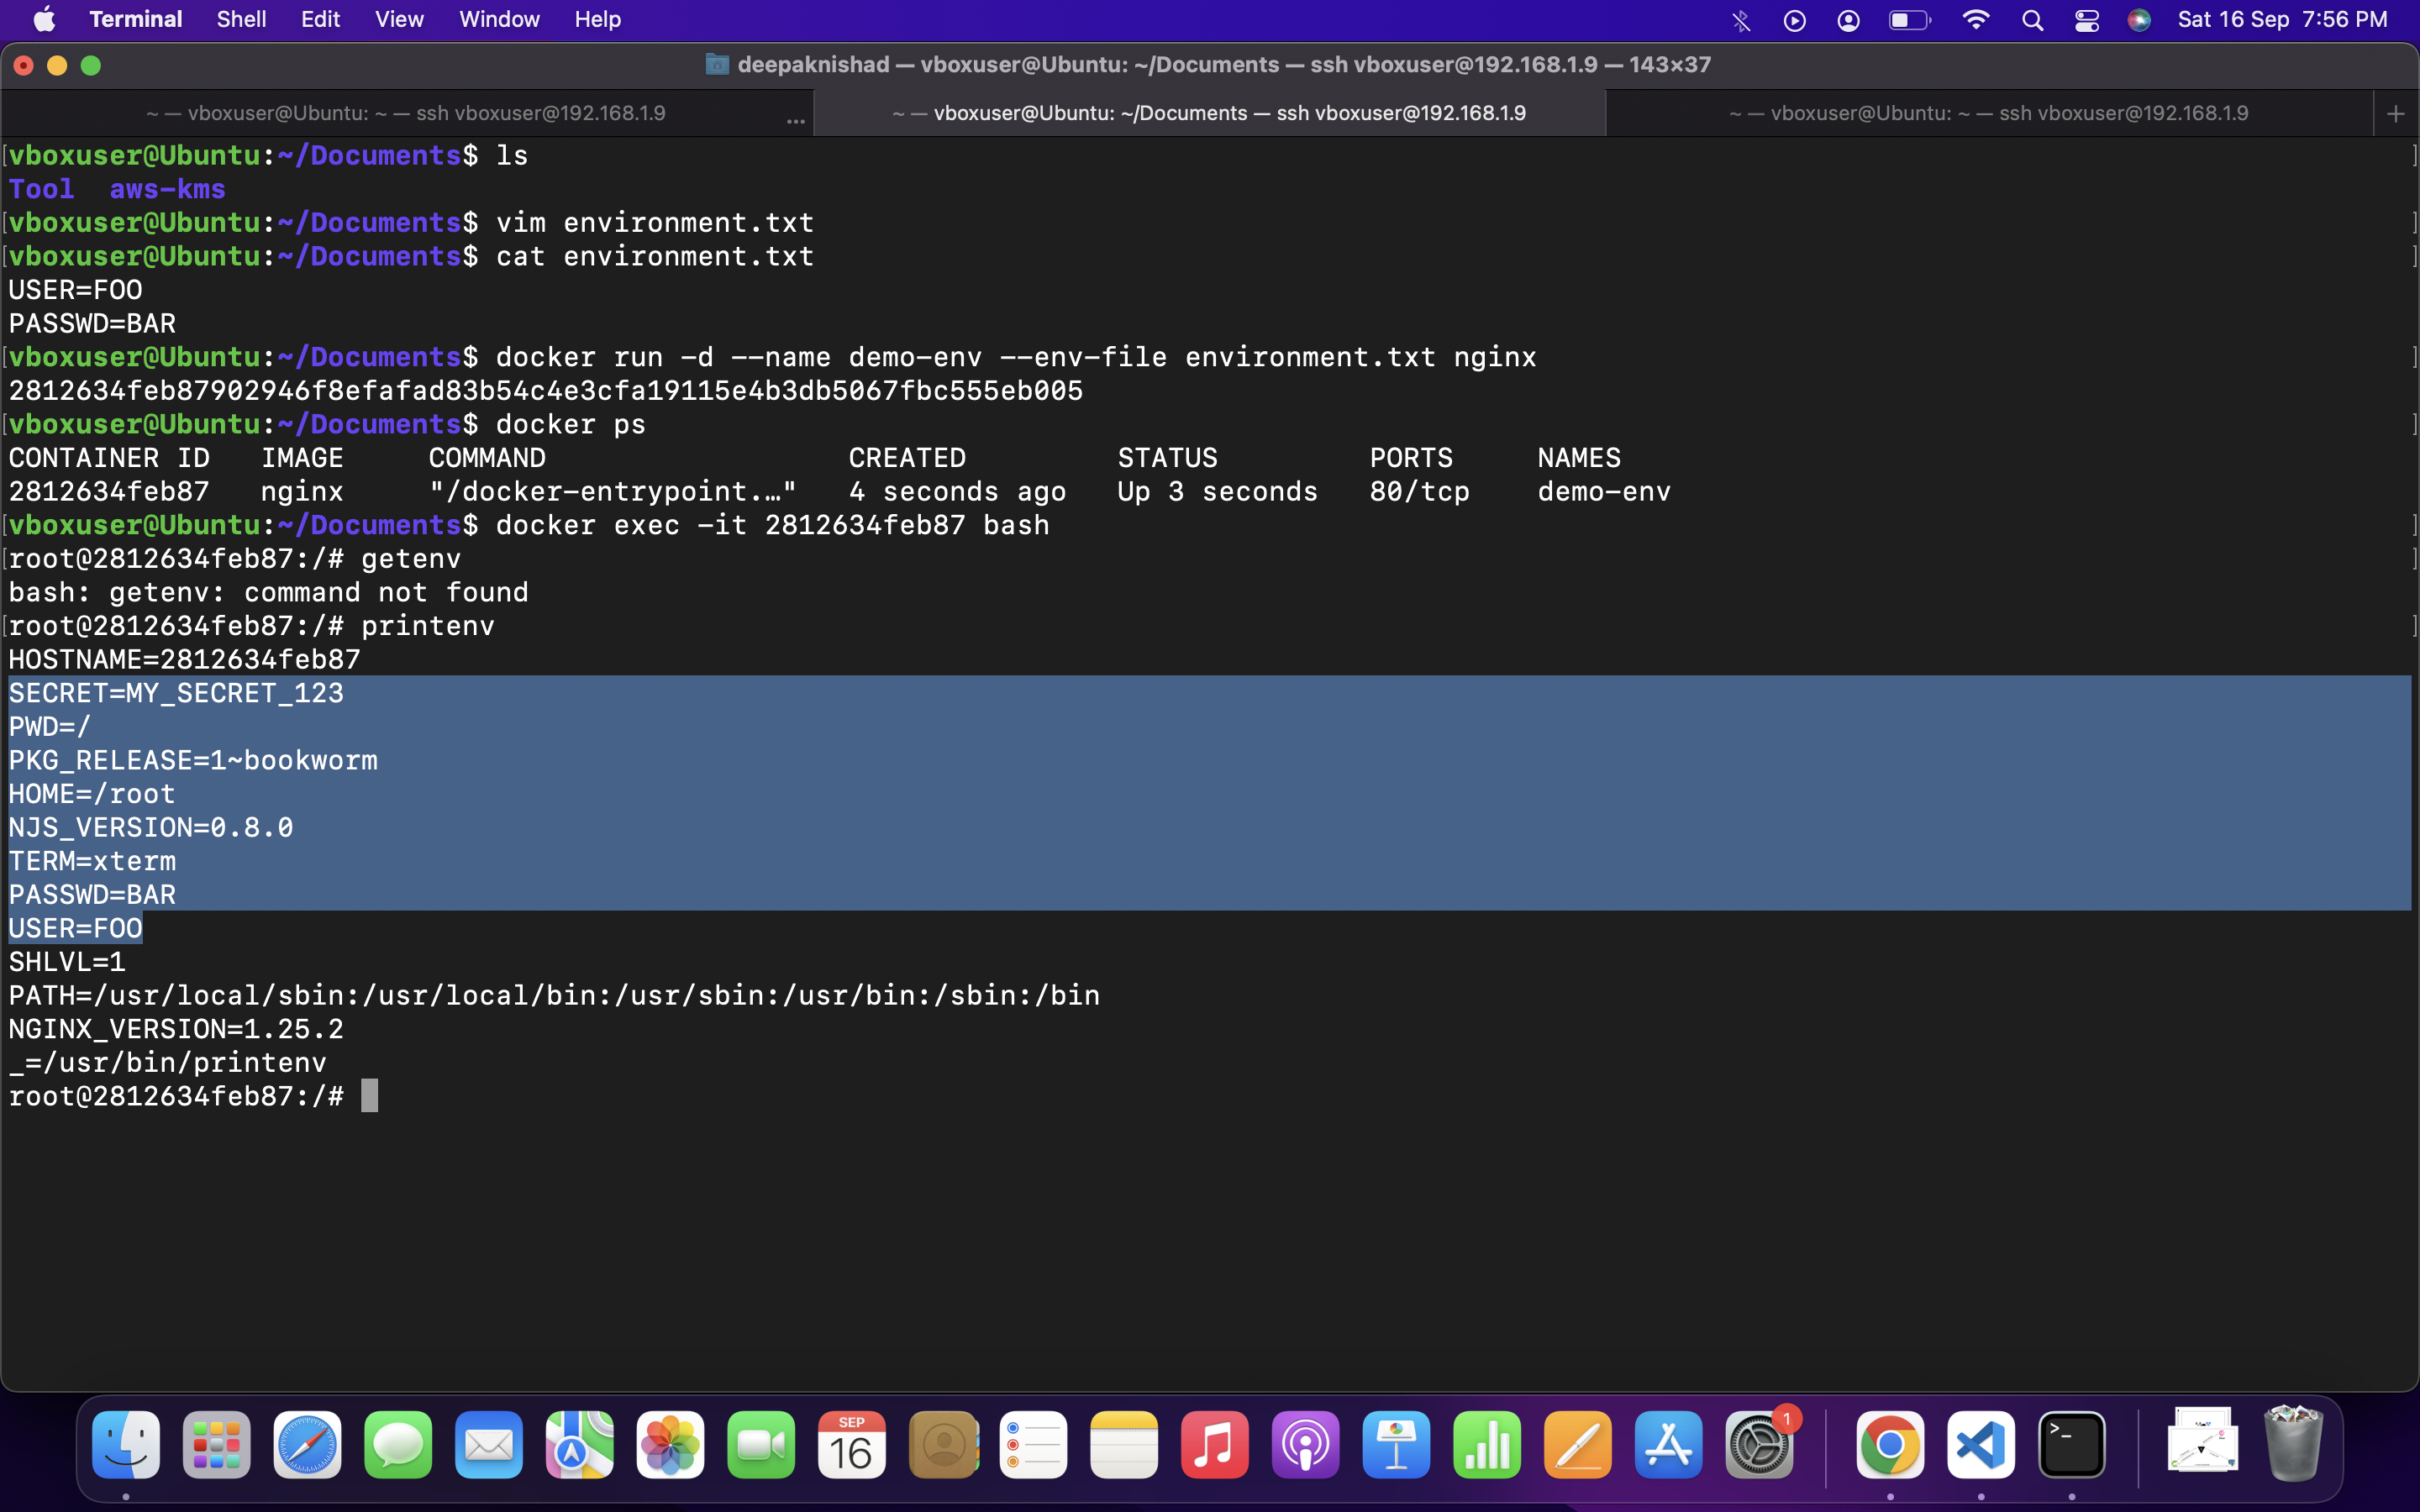 Terminal Shell Edit View Window Help Sat 16 Sep 7:56 PM
deepaknishad — vboxuser@Ubuntu: ~/Documents — ssh vboxuser@192.168.1.9 — 143×37
~ — vboxuser@Ubuntu: ~ — ssh vboxuser@192.168.1.9 ... ~ — vboxuser@Ubuntu: ~/Documents — ssh vboxuser@192.168.1.9 ~ — vboxuser@Ubuntu: ~ — ssh vboxuser@192.168.1.9 +
[vboxuser@Ubuntu:~/Documents$ ls ]
Tool aws-kms
[vboxuser@Ubuntu:~/Documents$ vim environment.txt ]
[vboxuser@Ubuntu:~/Documents$ cat environment.txt ]
USER=FOO
PASSWD=BAR
[vboxuser@Ubuntu:~/Documents$ docker run -d --name demo-env --env-file environment.txt nginx ]
2812634feb87902946f8efafad83b54c4e3cfa19115e4b3db5067fbc555eb005
[vboxuser@Ubuntu:~/Documents$ docker ps ]
CONTAINER ID IMAGE COMMAND CREATED STATUS PORTS NAMES
2812634feb87 nginx "/docker-entrypoint.…" 4 seconds ago Up 3 seconds 80/tcp demo-env
[vboxuser@Ubuntu:~/Documents$ docker exec -it 2812634feb87 bash ]
[root@2812634feb87:/# getenv ]
bash: getenv: command not found
[root@2812634feb87:/# printenv ]
HOSTNAME=2812634feb87
SECRET=MY_SECRET_123
PWD=/
PKG_RELEASE=1~bookworm
HOME=/root
NJS_VERSION=0.8.0
TERM=xterm
PASSWD=BAR
USER=FOO
SHLVL=1
PATH=/usr/local/sbin:/usr/local/bin:/usr/sbin:/usr/bin:/sbin:/bin
NGINX_VERSION=1.25.2
_=/usr/bin/printenv
root@2812634feb87:/#
SEP
16
1
>_